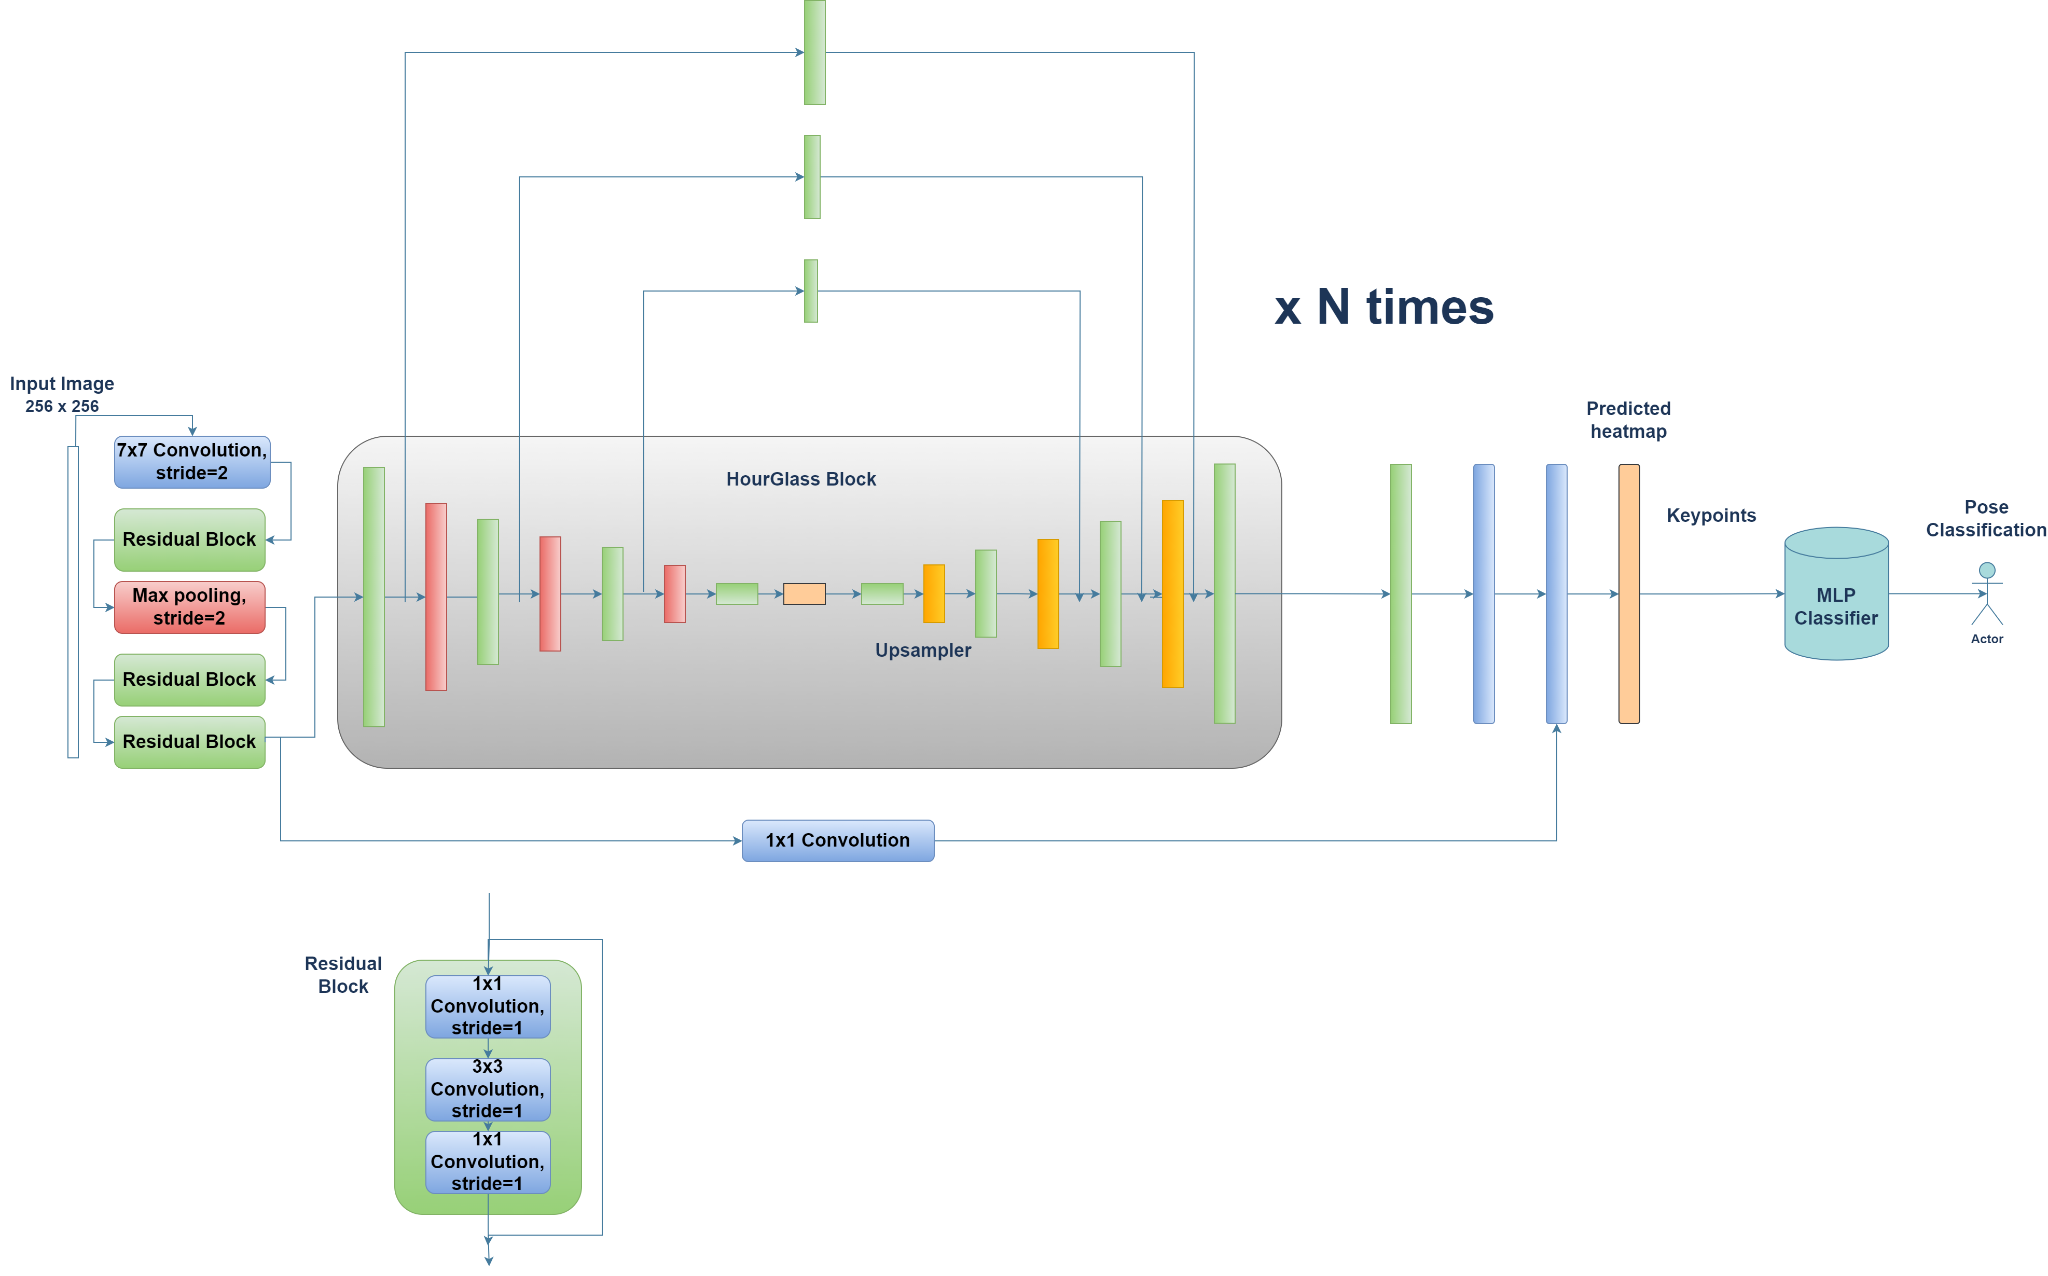 x N times
Input Image
256 x 256
7x7 Convolution,
stride=2
Residual Block
Max pooling,
stride=2
Residual Block
Residual Block
HourGlass Block
Upsampler
Predicted
heatmap
Keypoints
MLP
Classifier
Pose
Classification
Actor
1x1 Convolution
Residual
Block
1x1
Convolution,
stride=1
3x3
Convolution,
stride=1
1x1
Convolution,
stride=1